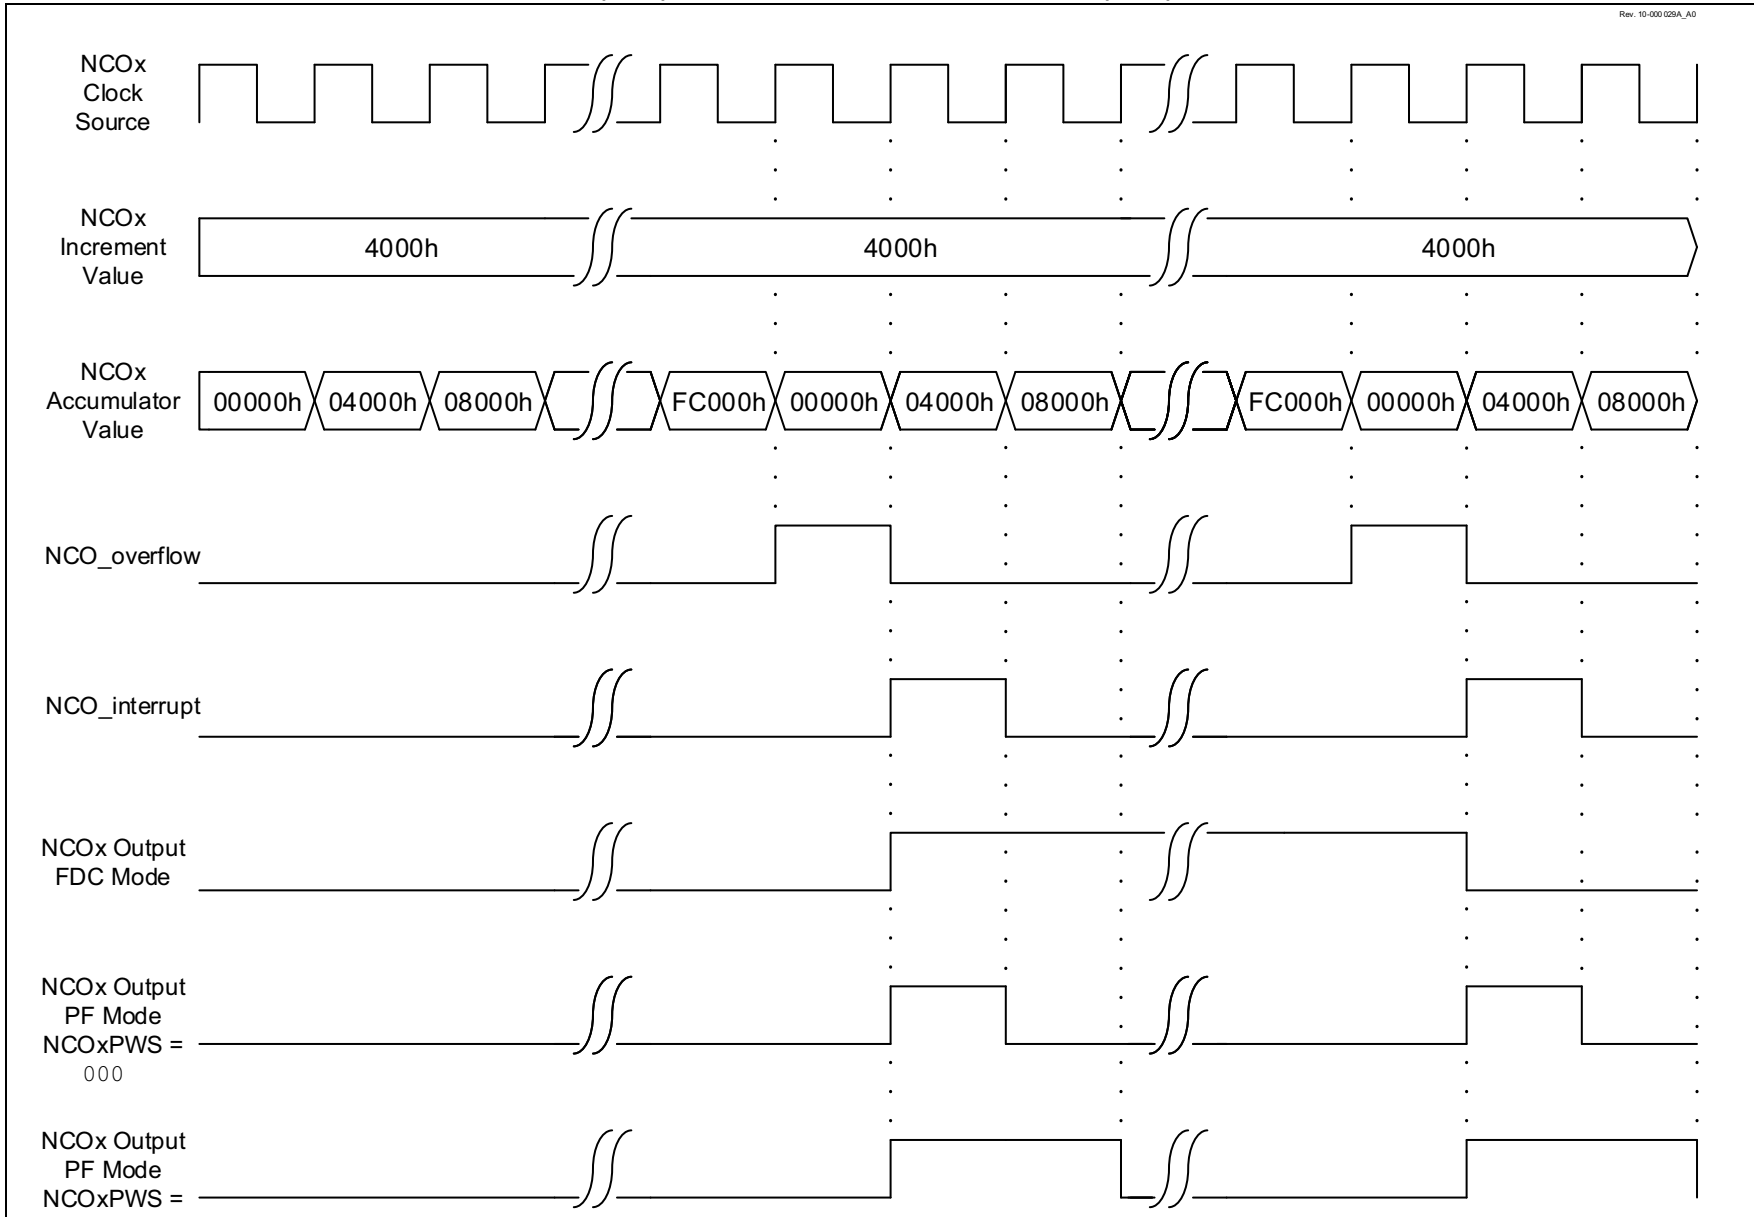 Rev. 10-000029A_A0
NCOx
Clock
Source
NCOx
Increment
Value
4000h
4000h
4000h
NCOx
Accumulator
Value
00000h
04000h
08000h
FC000h
00000h
04000h
08000h
FC000h
00000h
04000h
08000h
NCO_overflow
NCO_interrupt
NCOx Output
FDC Mode
NCOx Output
PF Mode
NCOxPWS =
000
NCOx Output
PF Mode
NCOxPWS =